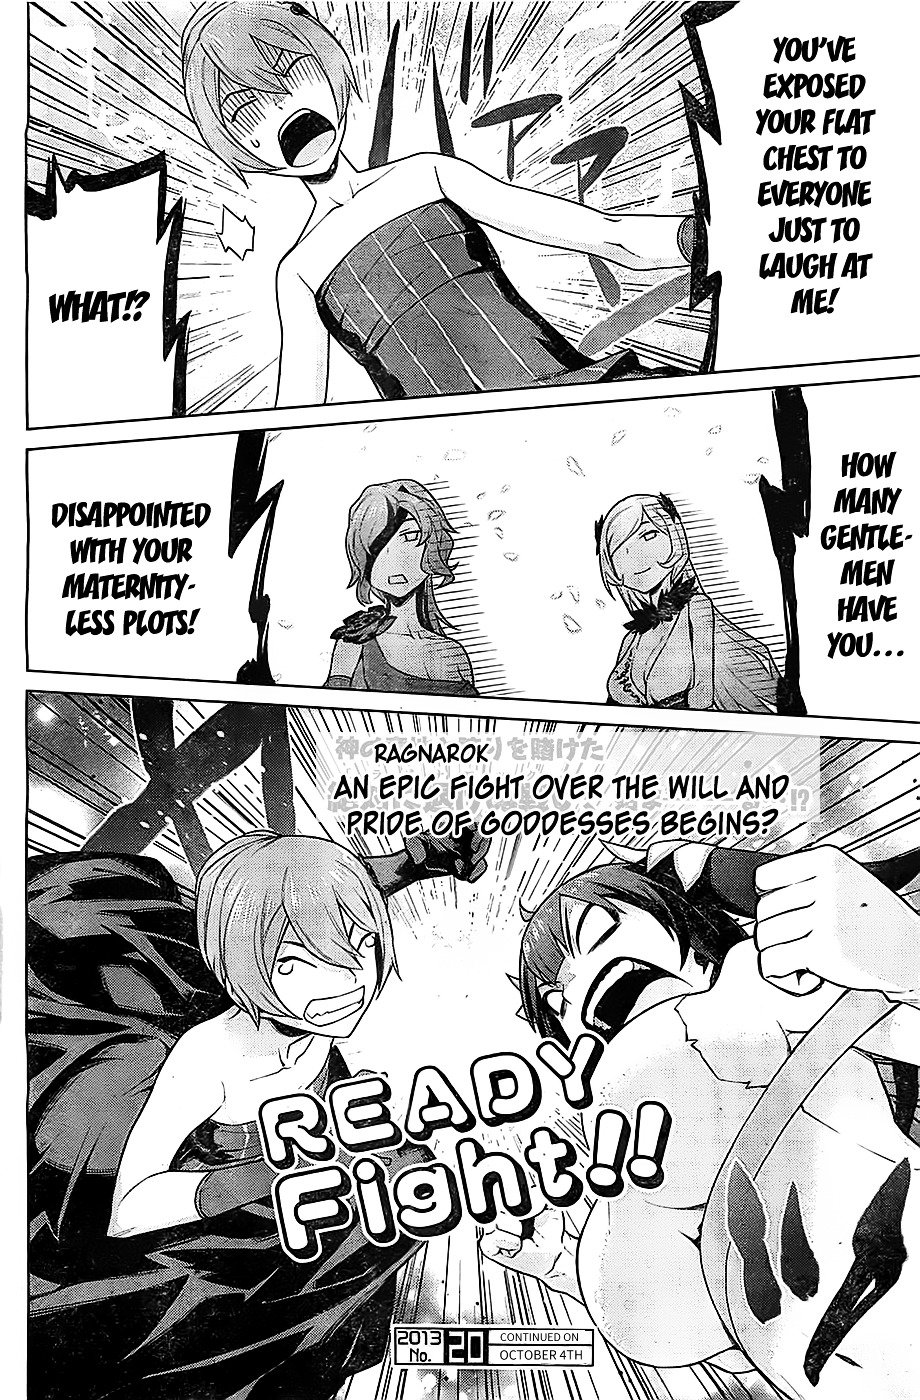 YOU'VE
EXPOSED
YOUR FLAT
CHEST TO
EVERYONE
JUST TO
LAUGH AT
ME!
WHAT!?
HOW
MANY
GENTLE-
MEN
HAVE
YOU...
DISAPPOINTED
WITH YOUR
MATERNITY-
LESS PLOTS!
RAGNAROK
AN EPIC FIGHT OVER THE WILL AND
PRIDE OF GODDESSES BEGINS?
READY
Fight!!
2013
No. 20
CONTINUED ON
OCTOBER 4TH